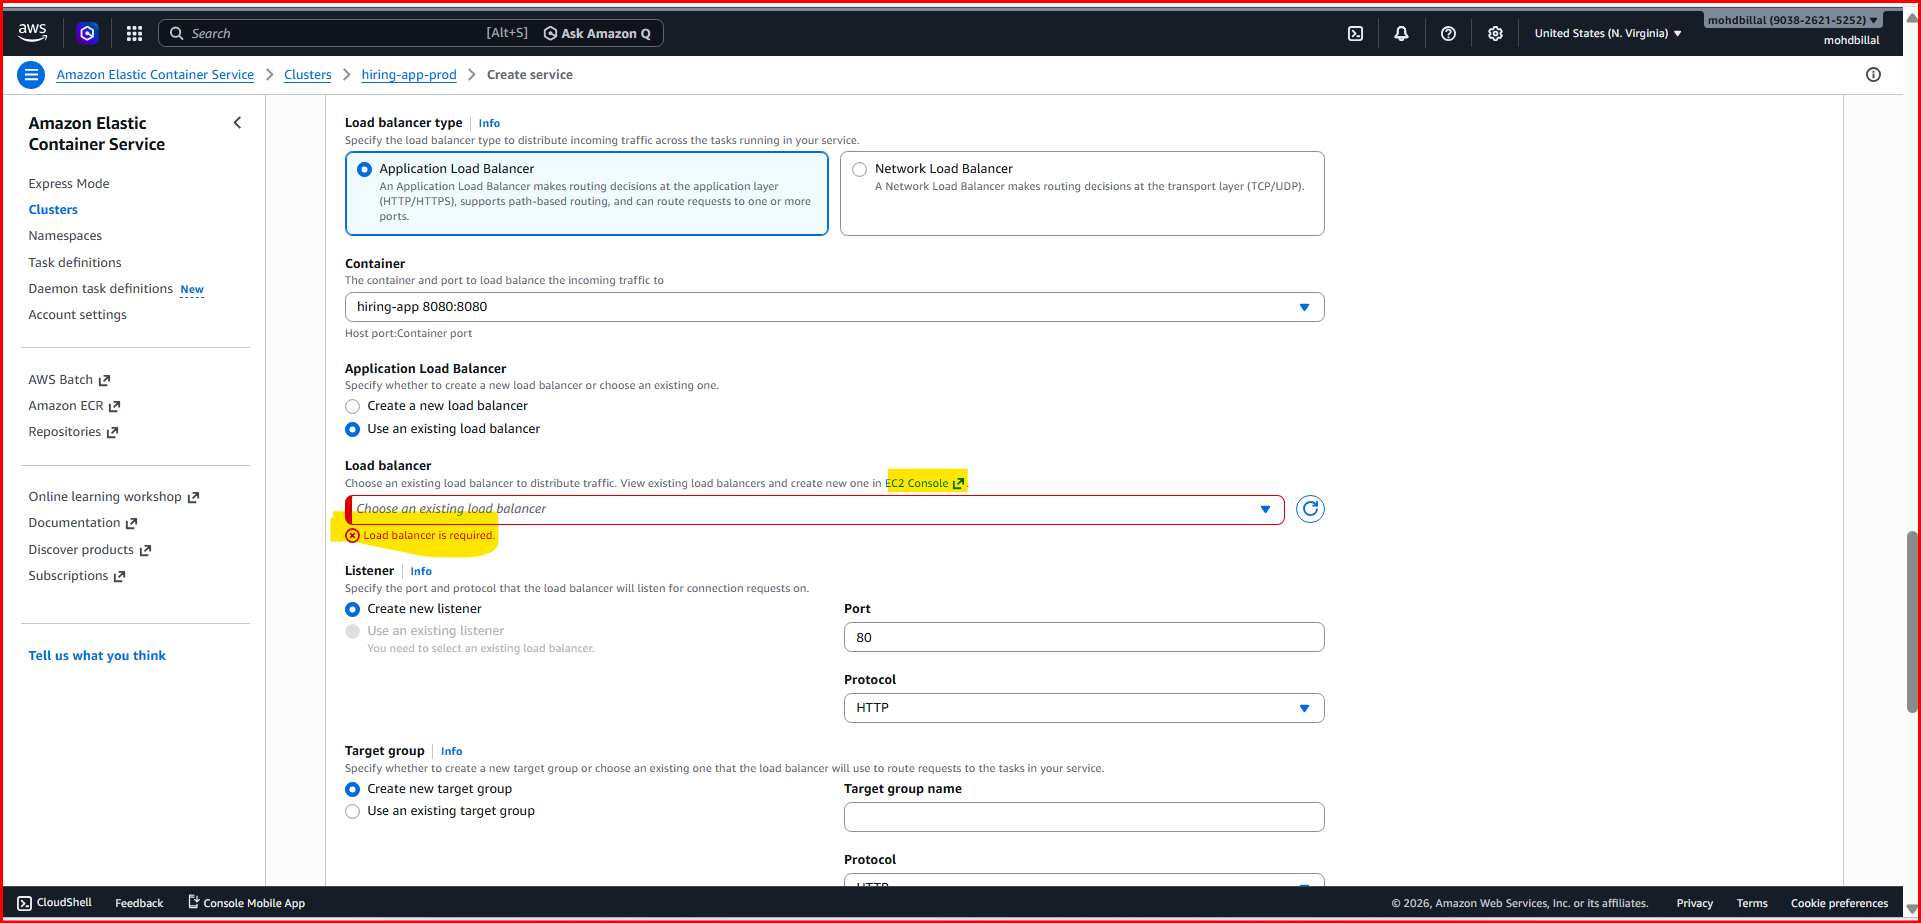 aws
Search
[Alt+S]
Ask Amazon Q
United States (N. Virginia)
mohdbillal (9038-2621-5252)
mohdbillal
Amazon Elastic Container Service
Clusters
hiring-app-prod
Create service
Amazon Elastic
Container Service
Express Mode
Clusters
Namespaces
Task definitions
Daemon task definitions New
Account settings
AWS Batch
Amazon ECR
Repositories
Online learning workshop
Documentation
Discover products
Subscriptions
Tell us what you think
Load balancer type Info
Specify the load balancer type to distribute incoming traffic across the tasks running in your service.
Application Load Balancer
An Application Load Balancer makes routing decisions at the application layer
(HTTP/HTTPS), supports path-based routing, and can route requests to one or more
ports.
Network Load Balancer
A Network Load Balancer makes routing decisions at the transport layer (TCP/UDP).
Container
The container and port to load balance the incoming traffic to
hiring-app 8080:8080
Host port:Container port
Application Load Balancer
Specify whether to create a new load balancer or choose an existing one.
Create a new load balancer
Use an existing load balancer
Load balancer
Choose an existing load balancer to distribute traffic. View existing load balancers and create new one in EC2 Console.
Choose an existing load balancer
Load balancer is required.
Listener Info
Specify the port and protocol that the load balancer will listen for connection requests on.
Create new listener
Use an existing listener
You need to select an existing load balancer.
Port
80
Protocol
HTTP
Target group Info
Specify whether to create a new target group or choose an existing one that the load balancer will use to route requests to the tasks in your service.
Create new target group
Use an existing target group
Target group name
Protocol
HTTP
CloudShell
Feedback
Console Mobile App
© 2026, Amazon Web Services, Inc. or its affiliates.
Privacy
Terms
Cookie preferences